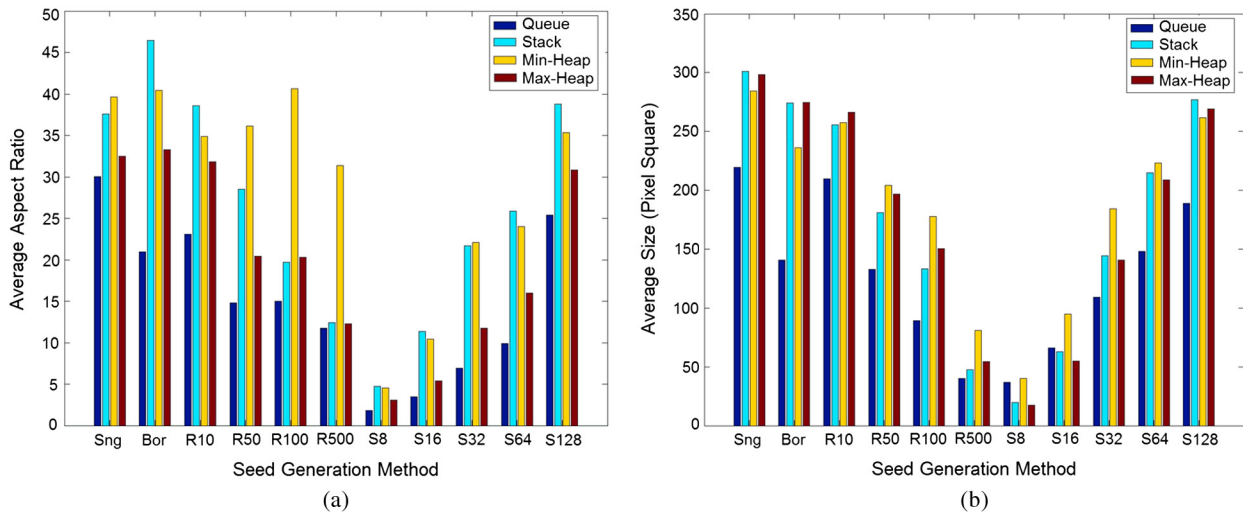 50
45
40
35
30
25
20
15
10
5
0
Average Aspect Ratio
Queue
Stack
Min-Heap
Max-Heap
Sng Bor R10 R50 R100 R500 S8 S16 S32 S64 S128
Seed Generation Method
(a)
350
300
250
200
150
100
50
0
Average Size (Pixel Square)
Queue
Stack
Min-Heap
Max-Heap
Sng Bor R10 R50 R100 R500 S8 S16 S32 S64 S128
Seed Generation Method
(b)